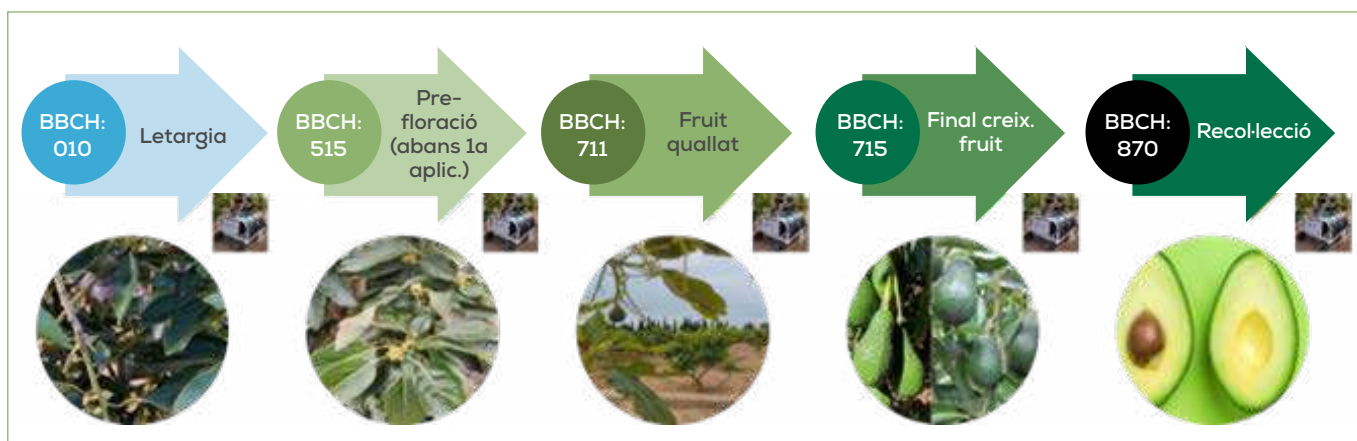 BBCH:
010
Letargia
BBCH:
515
Pre-
floració
(abans 1a
aplic.)
BBCH:
711
Fruit
quallat
BBCH:
715
Final creix.
fruit
BBCH:
870
Recol·lecció